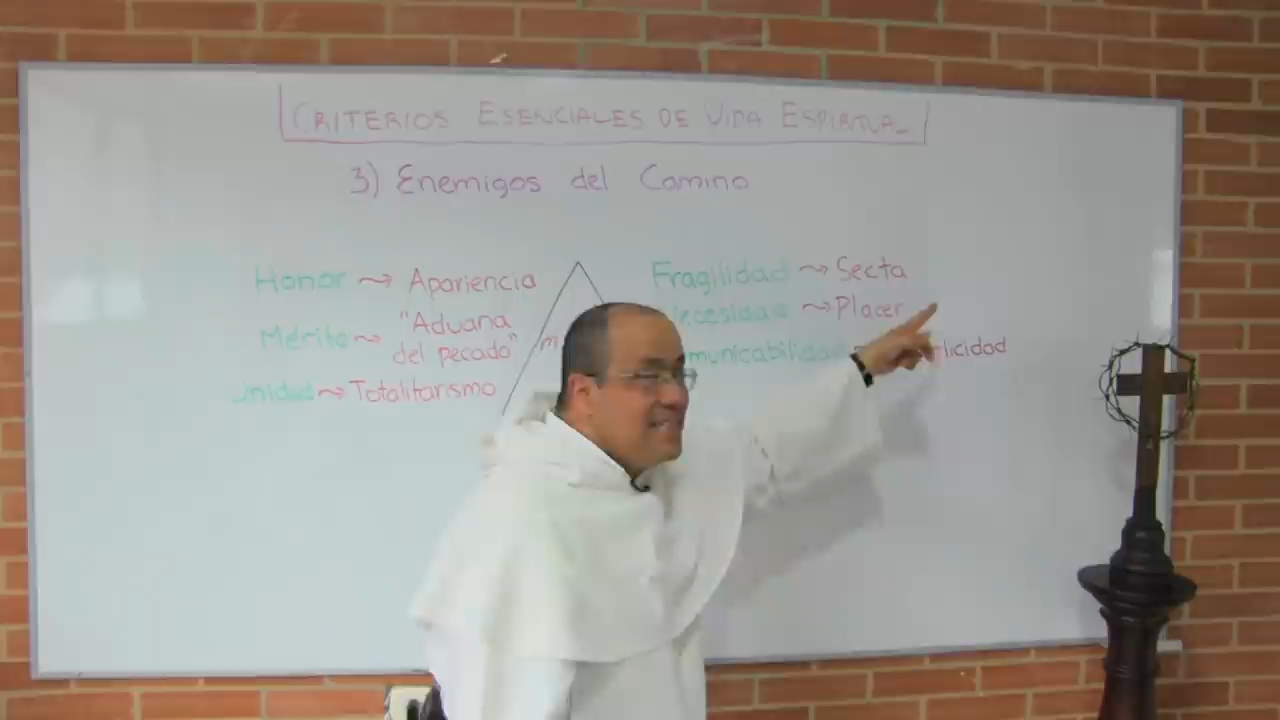 CRITERIOS ESENCIALES DE VIDA ESPIRITUAL
3) Enemigos del Camino
Honor → Apariencia
Mérito → "Aduana
del pecado"
Unidad → Totalitarismo
m
Fragilidad → Secta
→ Placer